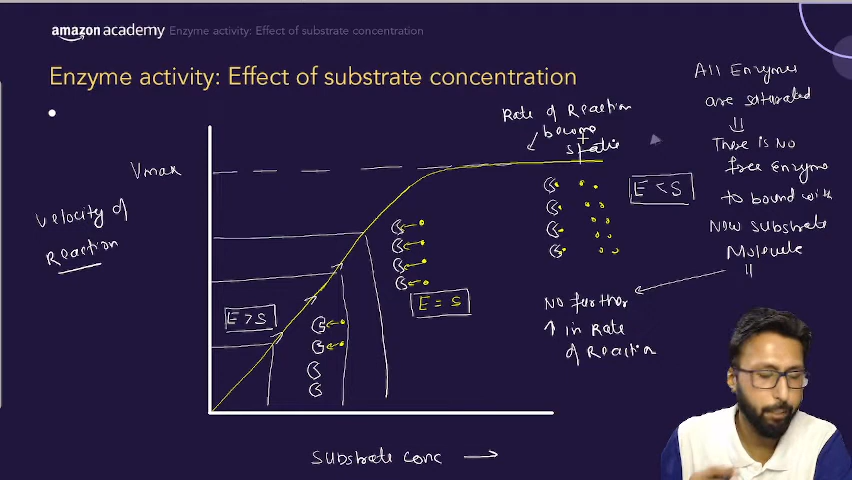 amazon academy Enzyme activity: Effect of substrate concentration
Enzyme activity: Effect of substrate concentration
Rate of Reaction
become
static
Vmax
Velocity of
Reaction
E > S
E = S
E < S
All Enzymes
are saturated
⇓
There is no
free enzyme
to bound with
New substrate
Molecule
No further
↑ in Rate
of Reaction
Substrate conc →